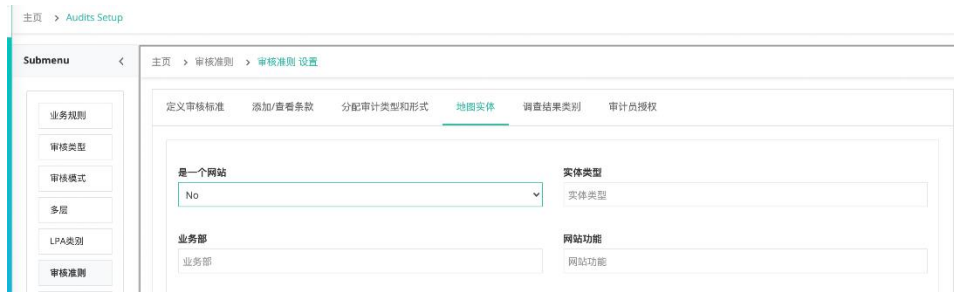 主页 > Audits Setup
Submenu <
主页 > 审核准则 > 审核准则 设置
业务规则
审核类型
审核模式
多层
LPA类别
审核准则
定义审核标准 添加/查看条款 分配审计类型和形式 地图实体 调查结果类别 审计员授权
是一个网站
No
实体类型
实体类型
业务部
业务部
网站功能
网站功能